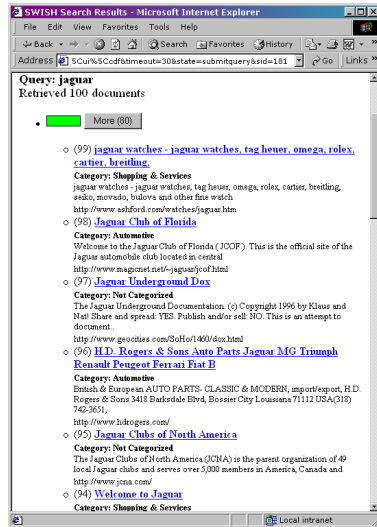 SWISH Search Results - Microsoft Internet Explorer
File Edit View Favorites Tools Help
Back Search Favorites History
Address 5Cui%5Ccdf&timeout=30&state=submitquery&sid=181 Go Links »
Query: jaguar
Retrieved 100 documents
More (80)
(99) jaguar watches - jaguar watches, tag heuer, omega, rolex,
cartier, breitling,
Category: Shopping & Services
jaguar watches - jaguar watches, tag heuer, omega, rolex, cartier, breitling,
seiko, movado, bulova and other fine watch
http://www.ashford.com/watches/jaguar.htm
(98) Jaguar Club of Florida
Category: Automotive
Welcome to the Jaguar Club of Florida ( JCOF ). This is the official site of the
Jaguar automobile club located in central
http://www.magicnet.net/~jaguar/jcof.html
(97) Jaguar Underground Dox
Category: Not Categorized
The Jaguar Underground Documentation. (c) Copyright 1996 by Klaus and
Nat! Share and spread: YES. Publish and/or sell: NO. This is an attempt to
document..
http://www.geocities.com/SoHo/1460/dox.html
(96) H.D. Rogers & Sons Auto Parts Jaguar MG Triumph
Renault Peugeot Ferrari Fiat B
Category: Automotive
British & European AUTO PARTS- CLASSIC & MODERN, import/export, H.D.
Rogers & Sons 3418 Barksdale Blvd, Bossier City Louisiana 71112 USA(318)
742-3651,
http://www.hdrogers.com/
(95) Jaguar Clubs of North America
Category: Not Categorized
The Jaguar Clubs of North America (JCNA) is the parent organization of 49
local Jaguar clubs and serves over 5,000 members in America, Canada and
http://www.jcna.com/
(94) Welcome to Jaguar
Category: Shopping & Services
Local intranet